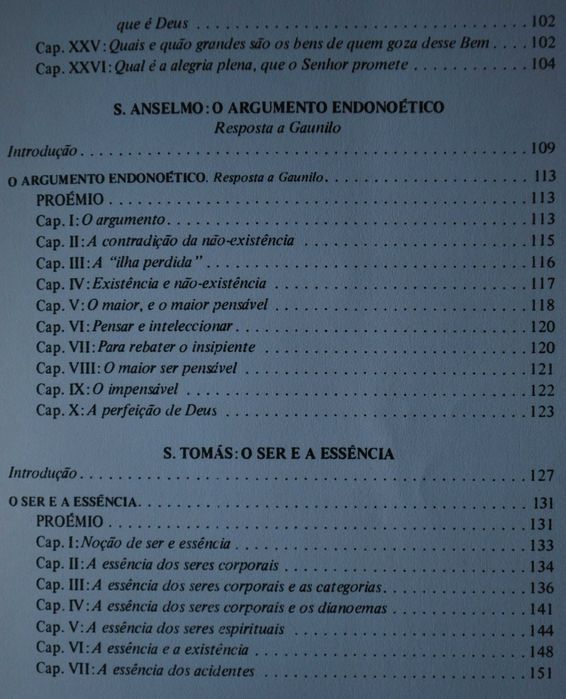 que é Deus . . . . . . . . . . . . . . . . . . . . . . . . . . . . . . . . . . . 102
Cap. XXV: Quais e quão grandes são os bens de quem goza desse Bem . . . . 102
Cap. XXVI: Qual é a alegria plena, que o Senhor promete . . . . . . . . . . . . 104
S. ANSELMO: O ARGUMENTO ENDONOÉTICO
Resposta a Gaunilo
Introdução . . . . . . . . . . . . . . . . . . . . . . . . . . . . . . . . . . . . . . . . 109
O ARGUMENTO ENDONOÉTICO. Resposta a Gaunilo. . . . . . . . . . . . . . . . . . . 113
PROÉMIO . . . . . . . . . . . . . . . . . . . . . . . . . . . . . . . . . . . . . 113
Cap. I: O argumento. . . . . . . . . . . . . . . . . . . . . . . . . . . . . . . . 113
Cap. II: A contradição da não-existência . . . . . . . . . . . . . . . . . . . . 115
Cap. III: A “ilha perdida” . . . . . . . . . . . . . . . . . . . . . . . . . . . . . 116
Cap. IV: Existência e não-existência . . . . . . . . . . . . . . . . . . . . . . . 117
Cap. V: O maior, e o maior pensável . . . . . . . . . . . . . . . . . . . . . . . 118
Cap. VI: Pensar e inteleccionar. . . . . . . . . . . . . . . . . . . . . . . . . . 120
Cap. VII: Para rebater o insipiente . . . . . . . . . . . . . . . . . . . . . . . . 120
Cap. VIII: O maior ser pensável . . . . . . . . . . . . . . . . . . . . . . . . . 121
Cap. IX: O impensável . . . . . . . . . . . . . . . . . . . . . . . . . . . . . . 122
Cap. X: A perfeição de Deus . . . . . . . . . . . . . . . . . . . . . . . . . . . 123
S. TOMÁS: O SER E A ESSÊNCIA
Introdução . . . . . . . . . . . . . . . . . . . . . . . . . . . . . . . . . . . . . . . . 127
O SER E A ESSÊNCIA. . . . . . . . . . . . . . . . . . . . . . . . . . . . . . . . . . . 131
PROÉMIO . . . . . . . . . . . . . . . . . . . . . . . . . . . . . . . . . . . . . 131
Cap. I: Noção de ser e essência . . . . . . . . . . . . . . . . . . . . . . . . . . 133
Cap. II: A essência dos seres corporais . . . . . . . . . . . . . . . . . . . . . . 134
Cap. III: A essência dos seres corporais e as categorias. . . . . . . . . . . . . . 136
Cap. IV: A essência dos seres corporais e os dianoemas . . . . . . . . . . . . . 141
Cap. V: A essência dos seres espirituais . . . . . . . . . . . . . . . . . . . . . 144
Cap. VI: A essência e a existência . . . . . . . . . . . . . . . . . . . . . . . . 148
Cap. VII: A essência dos acidentes . . . . . . . . . . . . . . . . . . . . . . . . 151